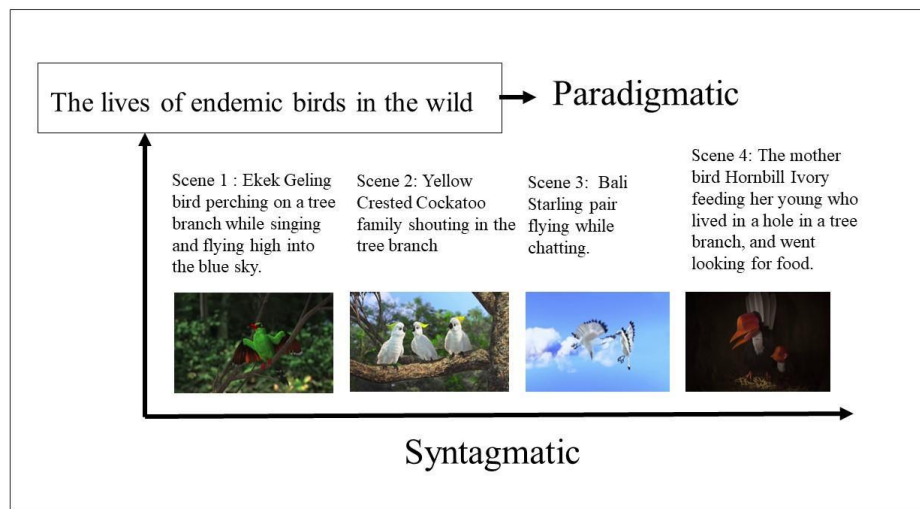 The lives of endemic birds in the wild
Paradigmatic
Scene 1 : Ekek Geling
bird perching on a tree
branch while singing
and flying high into
the blue sky.
Scene 2: Yellow
Crested Cockatoo
family shouting in the
tree branch
Scene 3:  Bali
Starling pair
flying while
chatting.
Scene 4: The mother
bird Hornbill Ivory
feeding her young who
lived in a hole in a tree
branch, and went
looking for food.
Syntagmatic